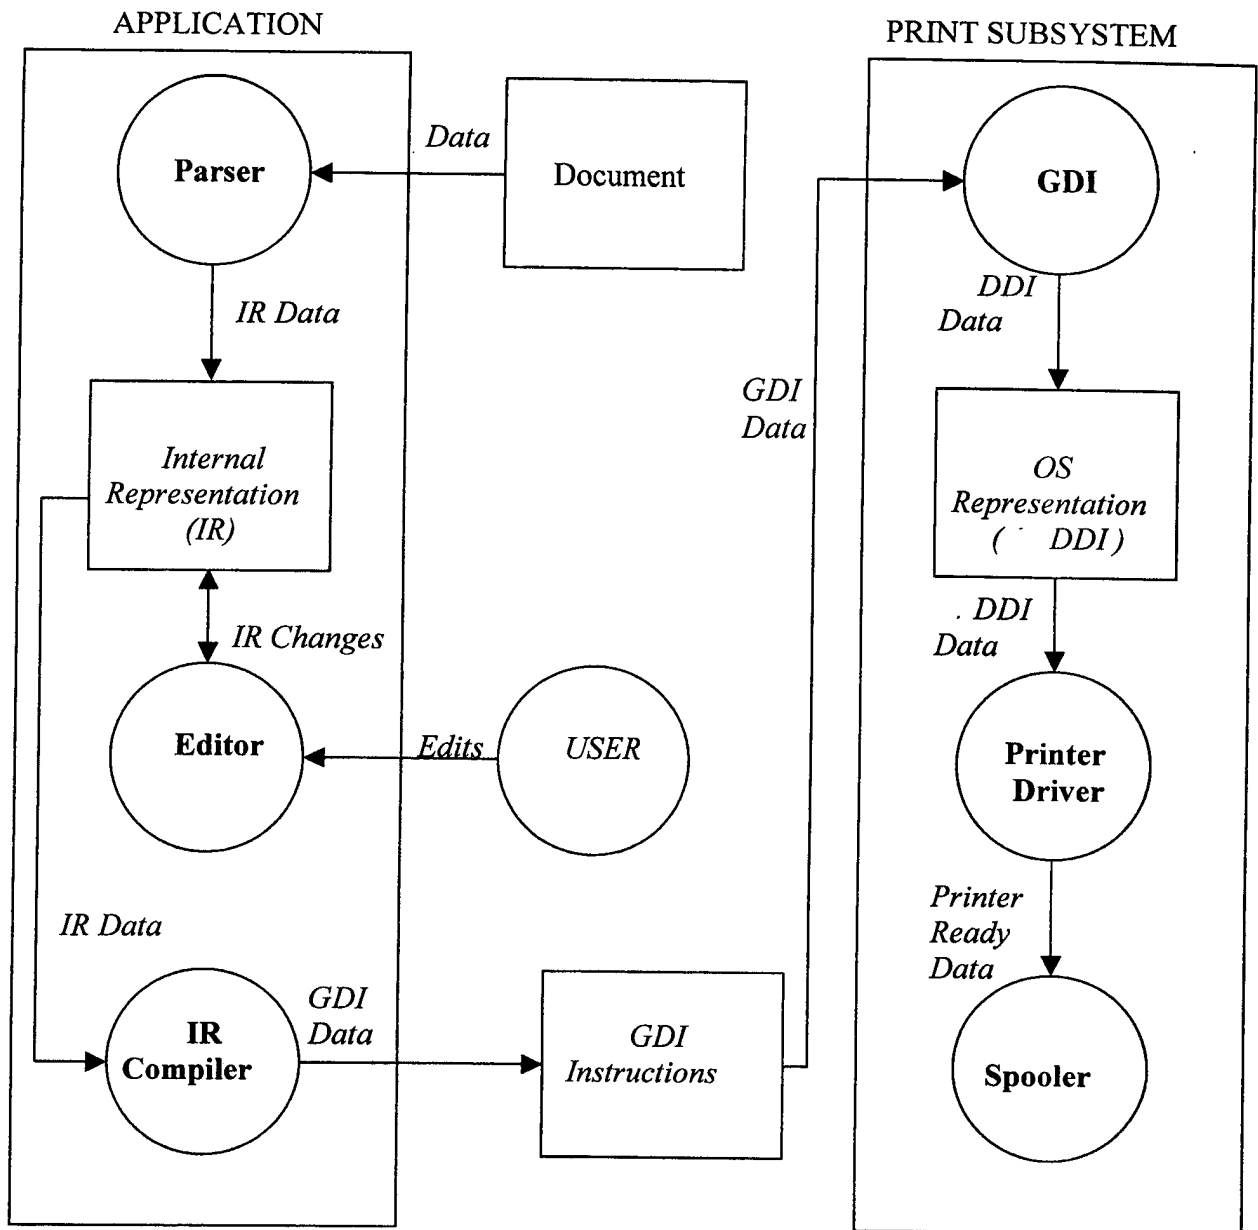 APPLICATION
PRINT SUBSYSTEM
Parser
Data
Document
GDI
IR Data
DDI
Data
GDI
Data
Internal
Representation
(IR)
OS
Representation
( DDI )
IR Changes
DDI
Data
Editor
Edits
USER
Printer
Driver
IR Data
Printer
Ready
Data
IR
Compiler
GDI
Data
GDI
Instructions
Spooler